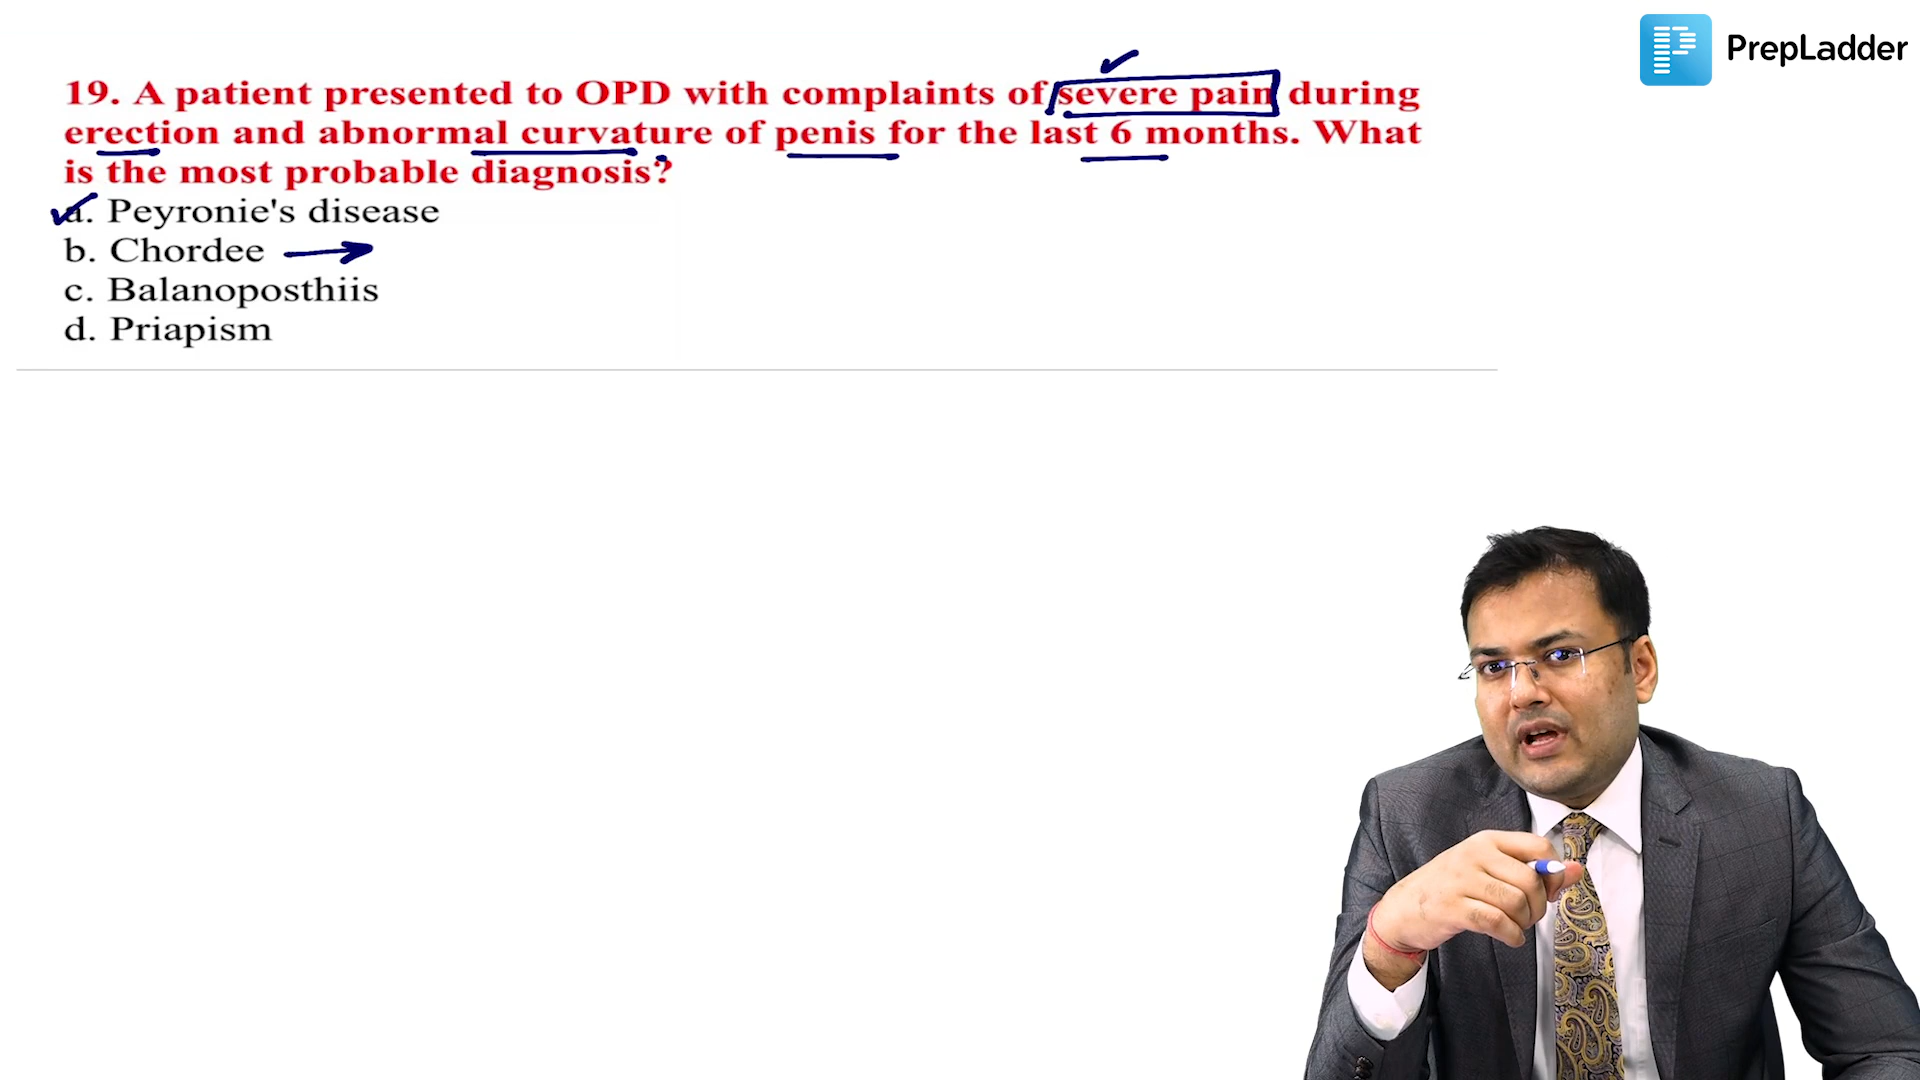 PrepLadder
19. A patient presented to OPD with complaints of severe pain during
erection and abnormal curvature of penis for the last 6 months. What
is the most probable diagnosis?
a. Peyronie's disease
b. Chordee
c. Balanoposthiis
d. Priapism